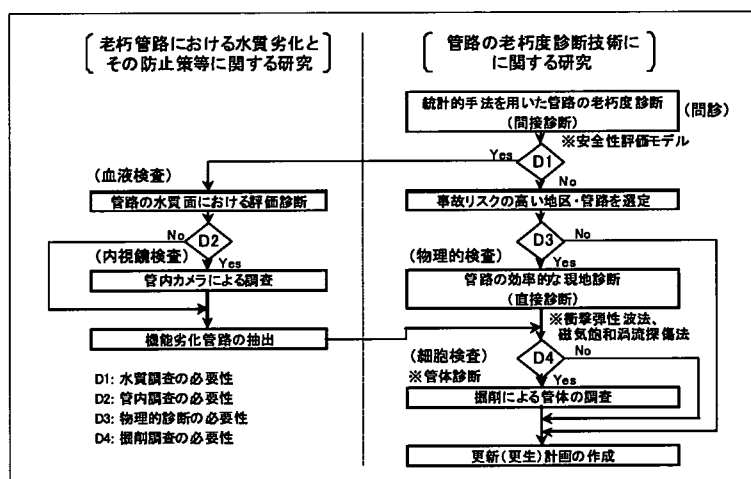 老朽管路における水質劣化と
その防止策等に関する研究
管路の老朽度診断技術に
に関する研究
統計的手法を用いた管路の老朽度診断
(間接診断)
(問診)
※安全性評価モデル
D1
Yes
No
(血液検査)
管路の水質面における評価診断
事故リスクの高い地区・管路を選定
D2
No
Yes
D3
No
Yes
(内視鏡検査)
管内カメラによる調査
(物理的検査)
管路の効率的な現地診断
(直接診断)
※衝撃弾性波法、
磁気飽和渦流探傷法
機能劣化管路の抽出
(細胞検査)
※管体診断
D4
No
Yes
掘削による管体の調査
更新(更生)計画の作成
D1: 水質調査の必要性
D2: 管内調査の必要性
D3: 物理的診断の必要性
D4: 掘削調査の必要性